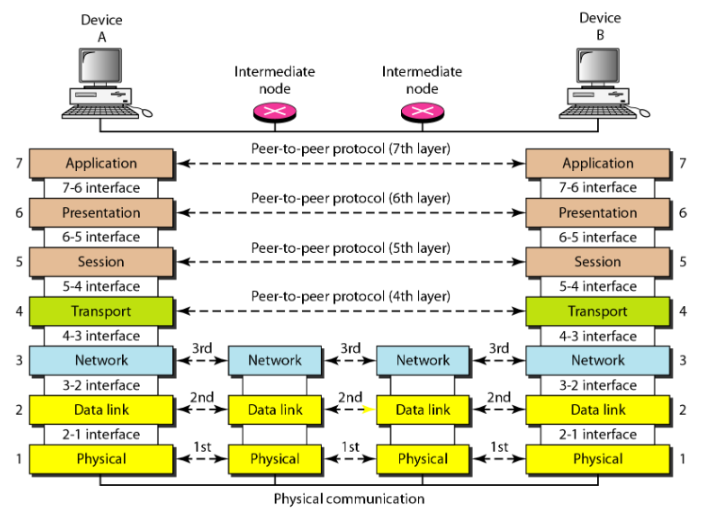 Device
A
Device
B
Intermediate
node
Intermediate
node
7 Application Peer-to-peer protocol (7th layer) Application 7
7-6 interface 7-6 interface
6 Presentation Peer-to-peer protocol (6th layer) Presentation 6
6-5 interface 6-5 interface
5 Session Peer-to-peer protocol (5th layer) Session 5
5-4 interface 5-4 interface
4 Transport Peer-to-peer protocol (4th layer) Transport 4
4-3 interface 4-3 interface
3 Network 3rd Network 3rd Network 3rd Network 3
3-2 interface 3-2 interface
2 Data link 2nd Data link 2nd Data link 2nd Data link 2
2-1 interface 2-1 interface
1 Physical 1st Physical 1st Physical 1st Physical 1
Physical communication